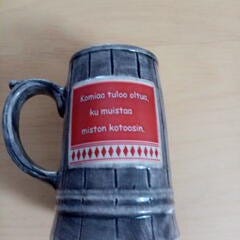 Komiaa tuloo oltua,
ku muistaa
miston kotoosin.